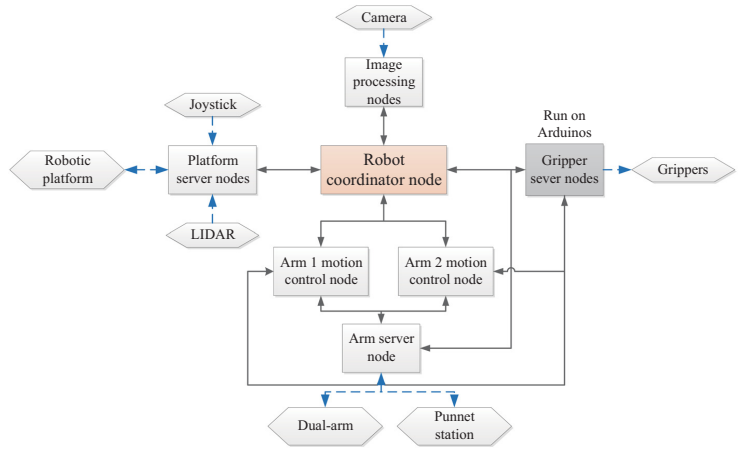 Camera
Image
processing
nodes
Joystick
Run on
Arduinos
Robotic
platform
Platform
server nodes
Robot
coordinator node
Gripper
sever nodes
Grippers
LIDAR
Arm 1 motion
control node
Arm 2 motion
control node
Arm server
node
Dual-arm
Punnet
station